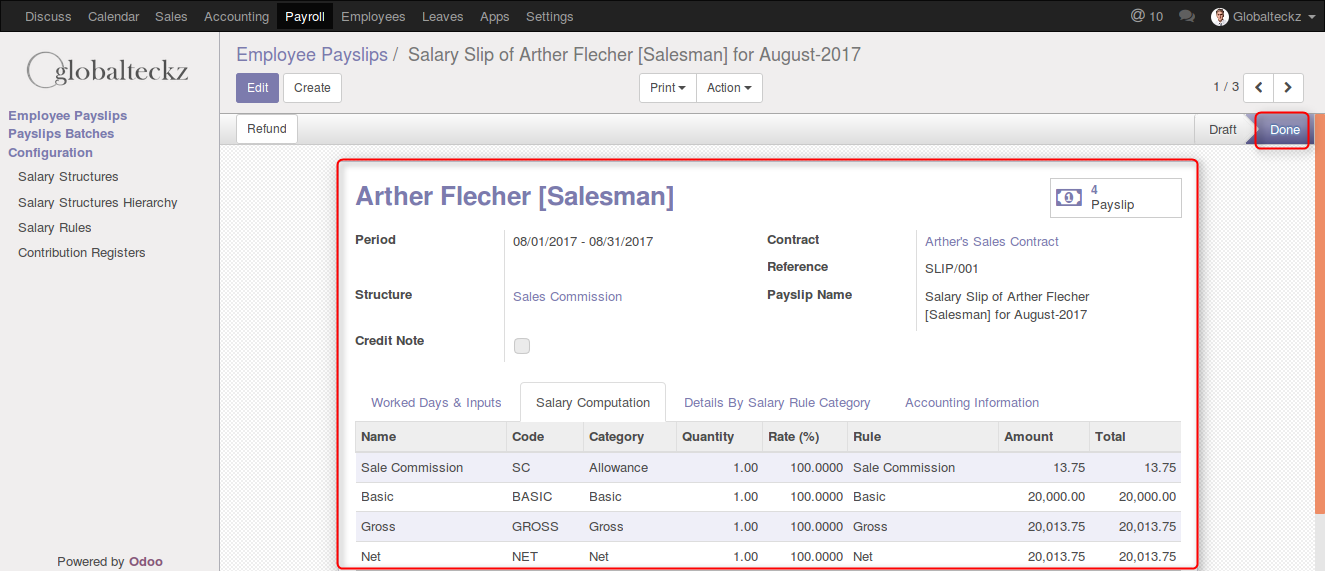 Discuss Calendar Sales Accounting Payroll Employees Leaves Apps Settings @ 10 Globalteckz
globalteckz
Employee Payslips
Payslips Batches
Configuration
Salary Structures
Salary Structures Hierarchy
Salary Rules
Contribution Registers
Powered by Odoo
Employee Payslips / Salary Slip of Arther Flecher [Salesman] for August-2017
Edit Create Print Action 1 / 3
Refund Draft Done
Arther Flecher [Salesman]
4
Payslip
Period 08/01/2017 - 08/31/2017 Contract Arther's Sales Contract
Reference SLIP/001
Structure Sales Commission Payslip Name Salary Slip of Arther Flecher
[Salesman] for August-2017
Credit Note
Worked Days & Inputs Salary Computation Details By Salary Rule Category Accounting Information
Name Code Category Quantity Rate (%) Rule Amount Total
Sale Commission SC Allowance 1.00 100.0000 Sale Commission 13.75 13.75
Basic BASIC Basic 1.00 100.0000 Basic 20,000.00 20,000.00
Gross GROSS Gross 1.00 100.0000 Gross 20,013.75 20,013.75
Net NET Net 1.00 100.0000 Net 20,013.75 20,013.75